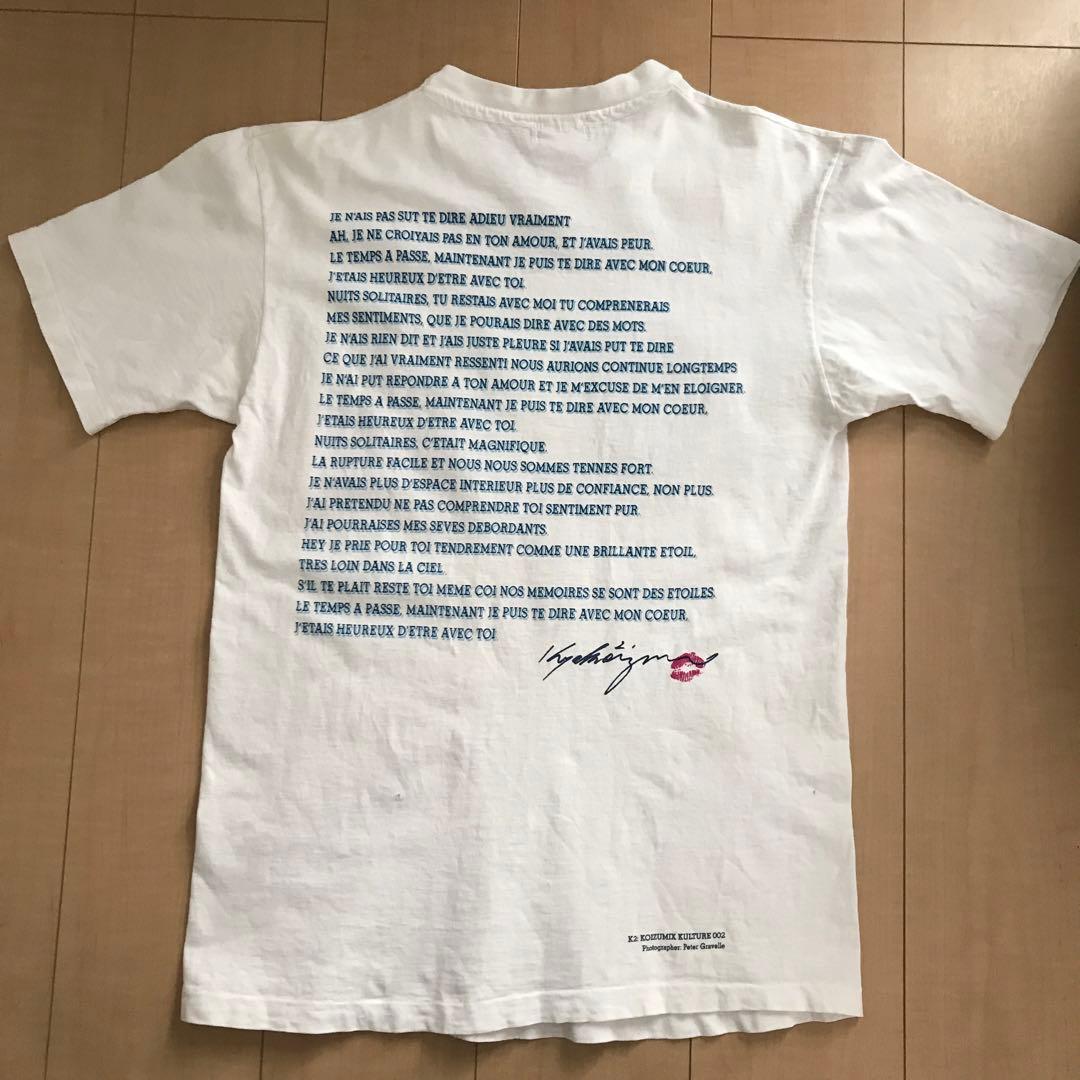 JE N'AIS PAS SUT TE DIRE ADIEU VRAIMENT
AH, JE NE CROIYAIS PAS EN TON AMOUR, ET J'AVAIS PEUR.
LE TEMPS A PASSE, MAINTENANT JE PUIS TE DIRE AVEC MON COEUR,
J'ETAIS HEUREUX D'ETRE AVEC TOI.
NUITS SOLITAIRES, TU RESTAIS AVEC MOI TU COMPRENERAIS
MES SENTIMENTS, QUE JE POURAIS DIRE AVEC DES MOTS.
JE N'AIS RIEN DIT ET J'AIS JUSTE PLEURE SI J'AVAIS PUT TE DIRE
CE QUE J'AI VRAIMENT RESSENTI NOUS AURIONS CONTINUE LONGTEMPS
JE N'AI PUT REPONDRE A TON AMOUR ET JE M'EXCUSE DE M'EN ELOIGNER.
LE TEMPS A PASSE, MAINTENANT JE PUIS TE DIRE AVEC MON COEUR,
J'ETAIS HEUREUX D'ETRE AVEC TOI.
NUITS SOLITAIRES, C'ETAIT MAGNIFIQUE.
LA RUPTURE FACILE ET NOUS NOUS SOMMES TENNES FORT.
JE N'AVAIS PLUS D'ESPACE INTERIEUR PLUS DE CONFIANCE, NON PLUS.
J'AI PRETENDU NE PAS COMPRENDRE TOI SENTIMENT PUR.
J'AI POURRAISES MES SEVES DEBORDANTS.
HEY JE PRIE POUR TOI TENDREMENT COMME UNE BRILLANTE ETOIL,
TRES LOIN DANS LA CIEL.
S'IL TE PLAIT RESTE TOI MEME COI NOS MEMOIRES SE SONT DES ETOILES.
LE TEMPS A PASSE, MAINTENANT JE PUIS TE DIRE AVEC MON COEUR,
J'ETAIS HEUREUX D'ETRE AVEC TOI
K2: KOIZUMIX KULTURE 002
Photographer: Peter Gravelle